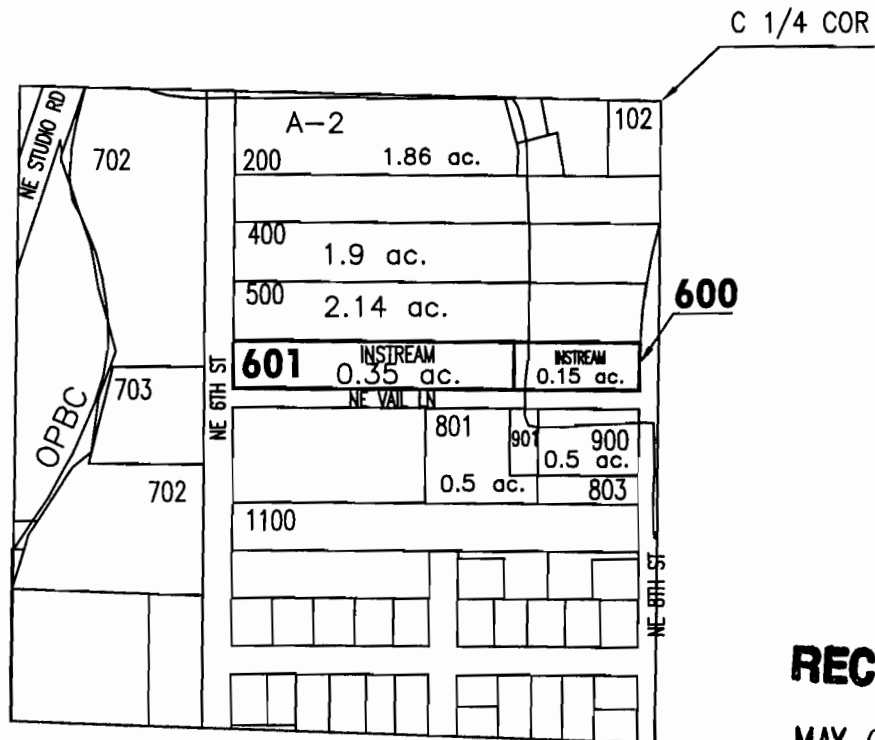 C 1/4 COR
NE STUDIO RD
702
A-2
102
200
1.86 ac.
400
1.9 ac.
500
2.14 ac.
600
601
INSTREAM
0.35 ac.
INSTREAM
0.15 ac.
NE VAIL LN
NE 6TH ST
703
OPBC
702
801
0.5 ac.
901
900
0.5 ac.
803
1100
NE 8TH ST
REC
MAY